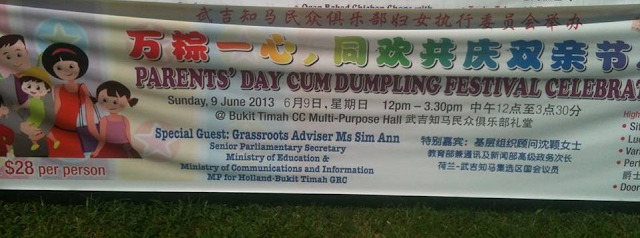 Open Baked Chicken Chops with
武吉知马民众俱乐部妇女执行委员会举办
万粽一心，同欢共庆双亲节
PARENTS' DAY CUM DUMPLING FESTIVAL CELEBRA
Sunday, 9 June 2013 6月9日，星期日 12pm – 3.30pm 中午12点至3点30分
@ Bukit Timah CC Multi-Purpose Hall 武吉知马民众俱乐部礼堂
Special Guest: Grassroots Adviser Ms Sim Ann
Senior Parliamentary Secretary
Ministry of Education &
Ministry of Communications and Information
MP for Holland-Bukit Timah GRC
特别嘉宾：基层组织顾问沈颖女士
教育部兼通讯及新闻部高级政务次长
荷兰-武吉知马集选区国会议员
$28 per person
High
• Si
• Lu
• Van
• Per
爵士
• Door